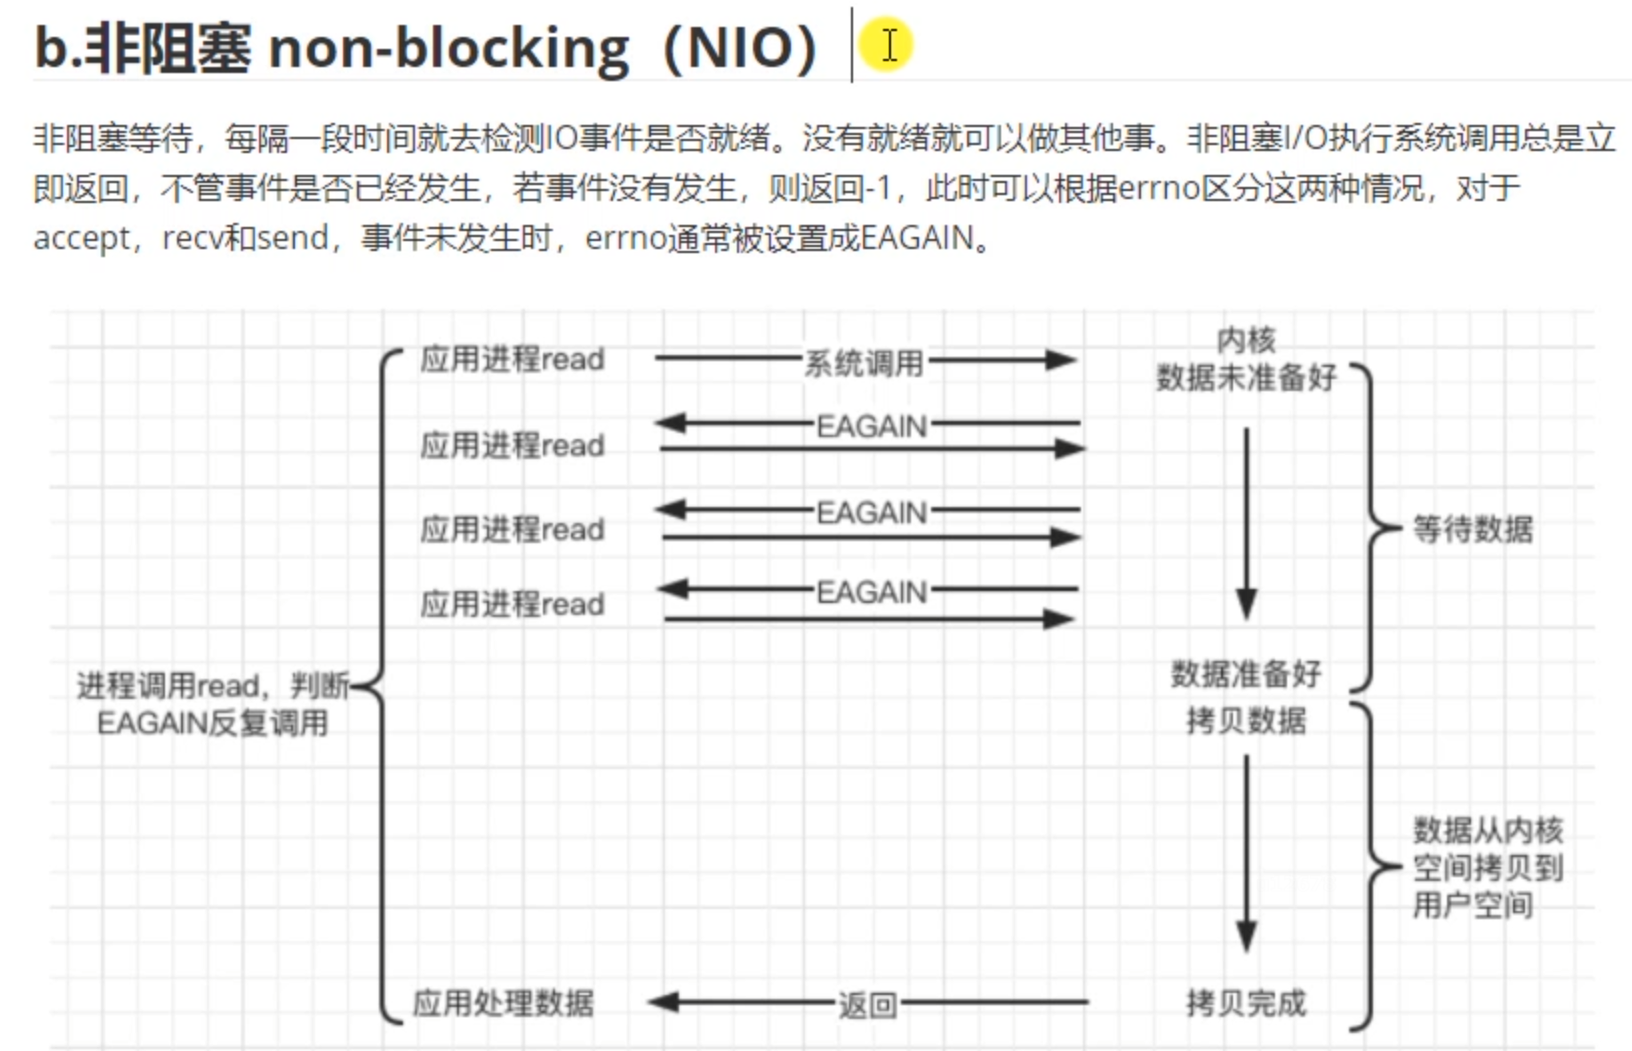 b.非阻塞 non-blocking（NIO）
非阻塞等待，每隔一段时间就去检测IO事件是否就绪。没有就绪就可以做其他事。非阻塞I/O执行系统调用总是立
即返回，不管事件是否已经发生，若事件没有发生，则返回-1，此时可以根据errno区分这两种情况，对于
accept，recv和send，事件未发生时，errno通常被设置成EAGAIN。
内核
应用进程read 系统调用 数据未准备好
EAGAIN
应用进程read
EAGAIN
应用进程read
等待数据
EAGAIN
应用进程read
数据准备好
进程调用read，判断
EAGAIN反复调用
拷贝数据
数据从内核
空间拷贝到
用户空间
应用处理数据 返回 拷贝完成